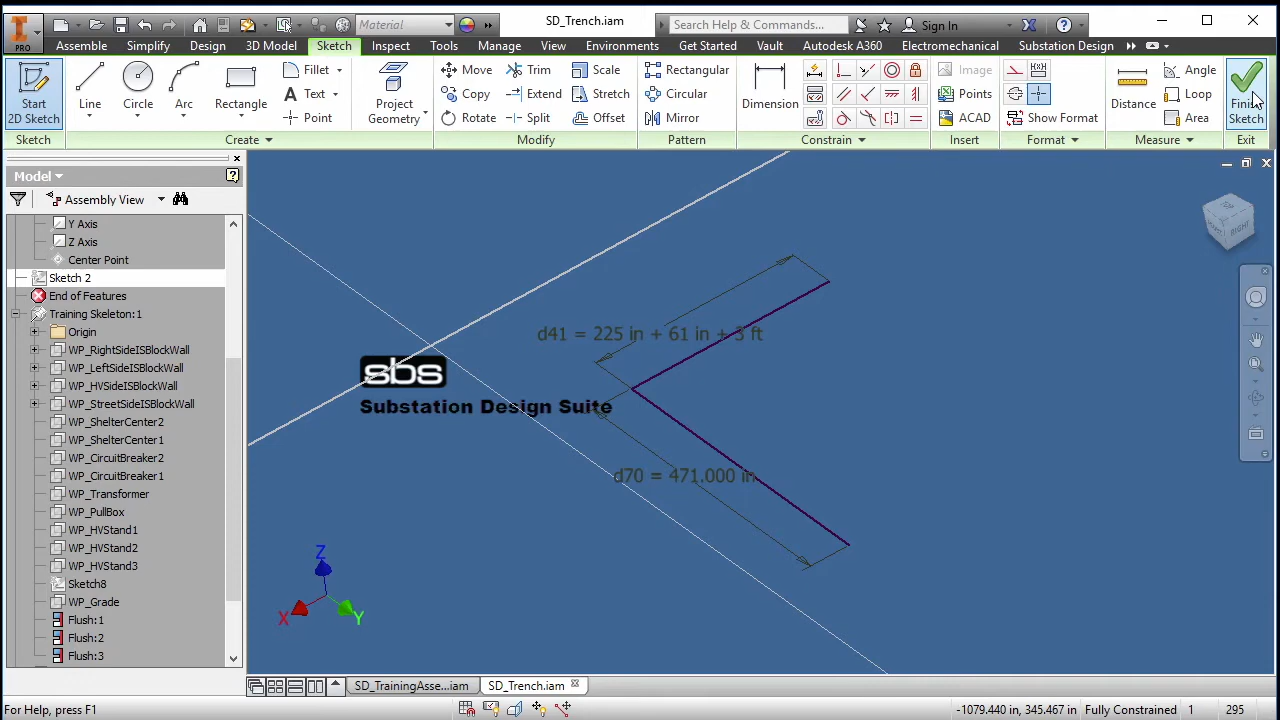 PRO
Material
SD_Trench.iam
Search Help & Commands...
Sign In
Assemble Simplify Design 3D Model Sketch Inspect Tools Manage View Environments Get Started Vault Autodesk A360 Electromechanical Substation Design
Start 2D Sketch
Line
Circle
Arc
Rectangle
Fillet
Text
Point
Project Geometry
Move
Copy
Rotate
Trim
Extend
Split
Scale
Stretch
Offset
Rectangular
Circular
Mirror
Dimension
Image
Points
ACAD
Show Format
Distance
Angle
Loop
Area
Finish Sketch
Sketch Create Modify Pattern Constrain Insert Format Measure Exit
Model
Assembly View
Y Axis
Z Axis
Center Point
Sketch 2
End of Features
Training Skeleton:1
Origin
WP_RightSideISBlockWall
WP_LeftSideISBlockWall
WP_HVSideISBlockWall
WP_StreetSideISBlockWall
WP_ShelterCenter2
WP_ShelterCenter1
WP_CircuitBreaker2
WP_CircuitBreaker1
WP_Transformer
WP_PullBox
WP_HVStand1
WP_HVStand2
WP_HVStand3
Sketch8
WP_Grade
Flush:1
Flush:2
Flush:3
d41 = 225 in + 61 in + 3 ft
sbs
Substation Design Suite
d70 = 471.000 in
RIGHT
Z
X
Y
SD_TrainingAsse...iam SD_Trench.iam
For Help, press F1
-1079.440 in, 345.467 in Fully Constrained 1 295